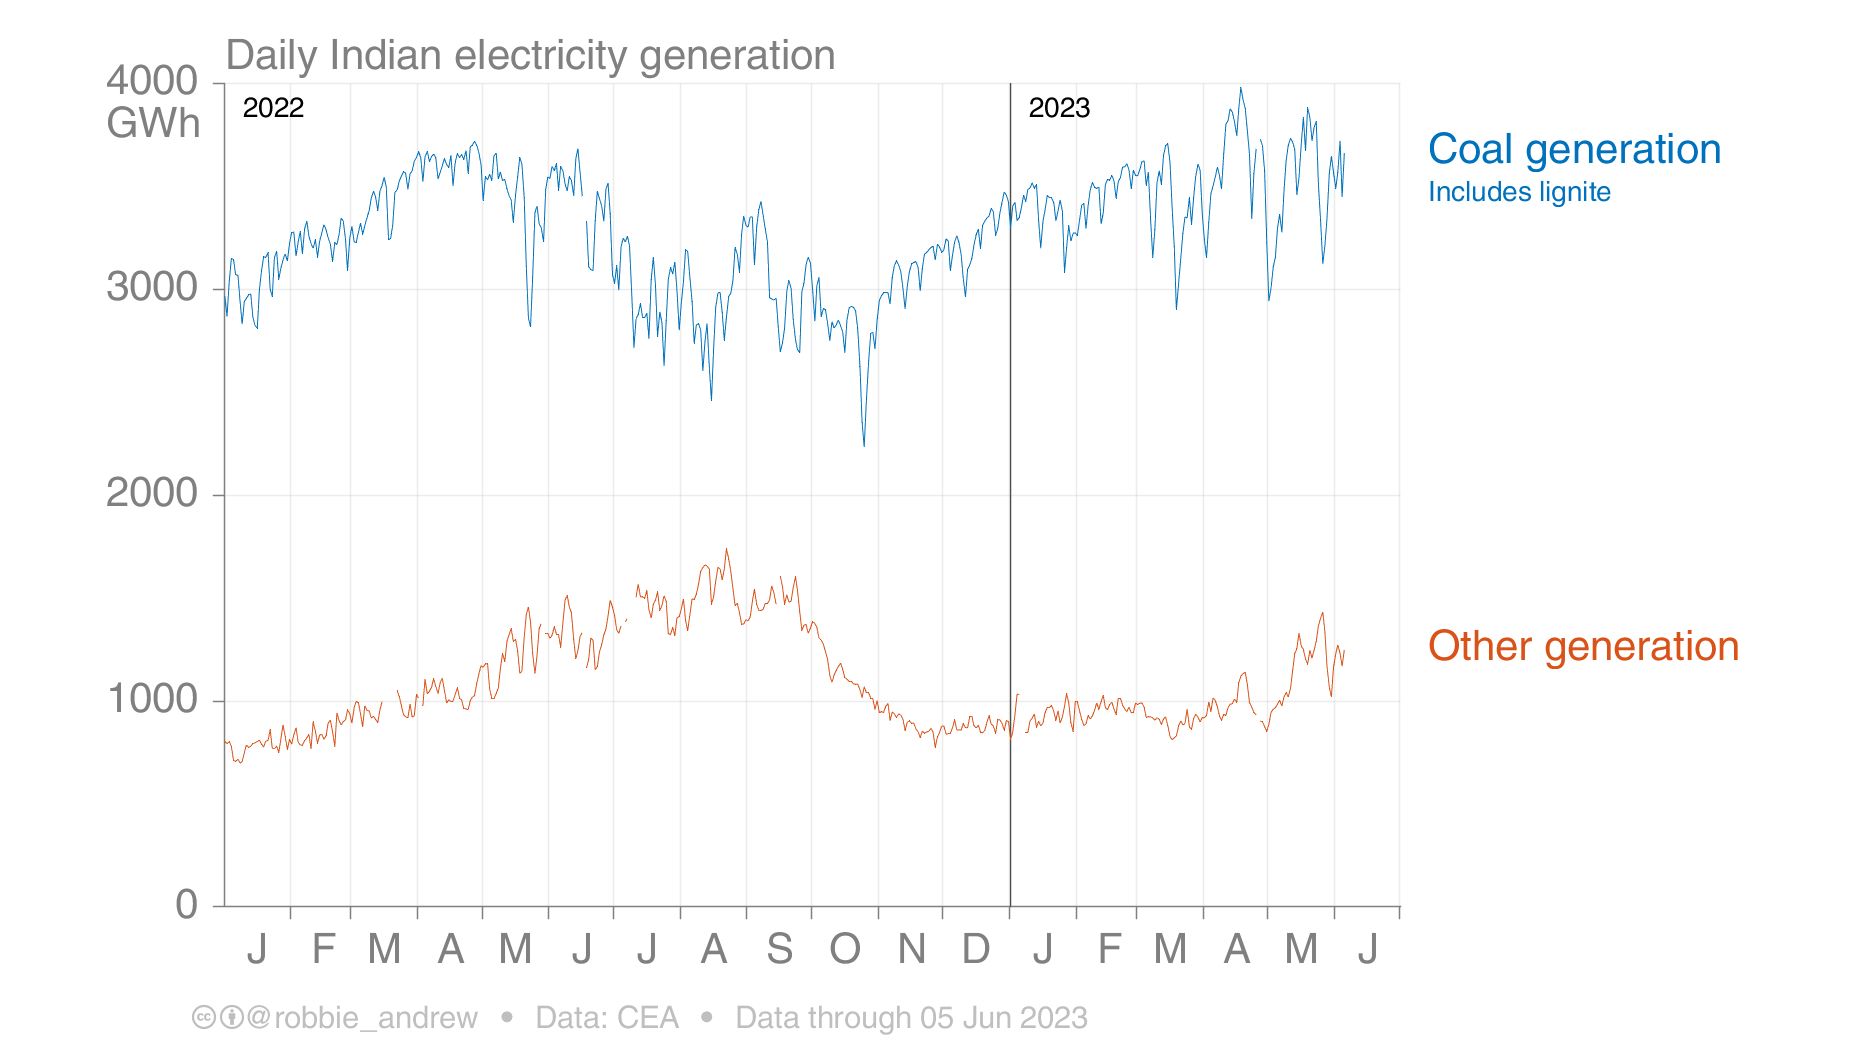 Daily Indian electricity generation
4000
GWh
2022
2023
Coal generation
Includes lignite
3000
2000
Other generation
1000
0
J F M A M J J A S O N D J F M A M J
@robbie_andrew • Data: CEA • Data through 05 Jun 2023